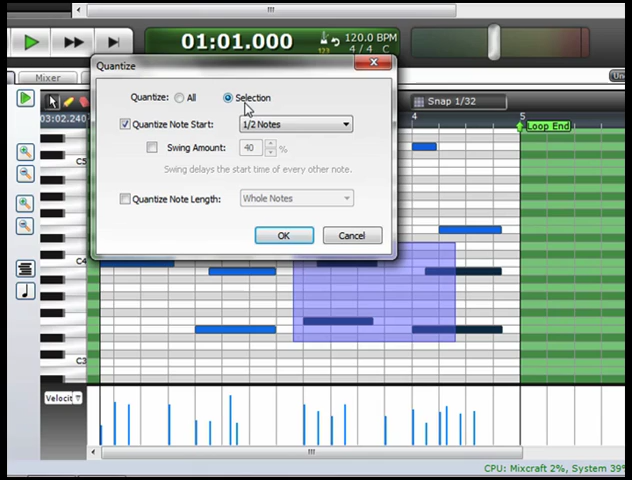 01:01.000
120.0 BPM
4 / 4 C
123
Quantize
Mixer
Quantize: All Selection
Snap 1/32
03:02.240
4
5
Quantize Note Start: 1/2 Notes
Loop End
Swing Amount: 40 %
C5
Swing delays the start time of every other note.
Quantize Note Length: Whole Notes
OK Cancel
C4
C3
CPU: Mixcraft 2%, System 39%